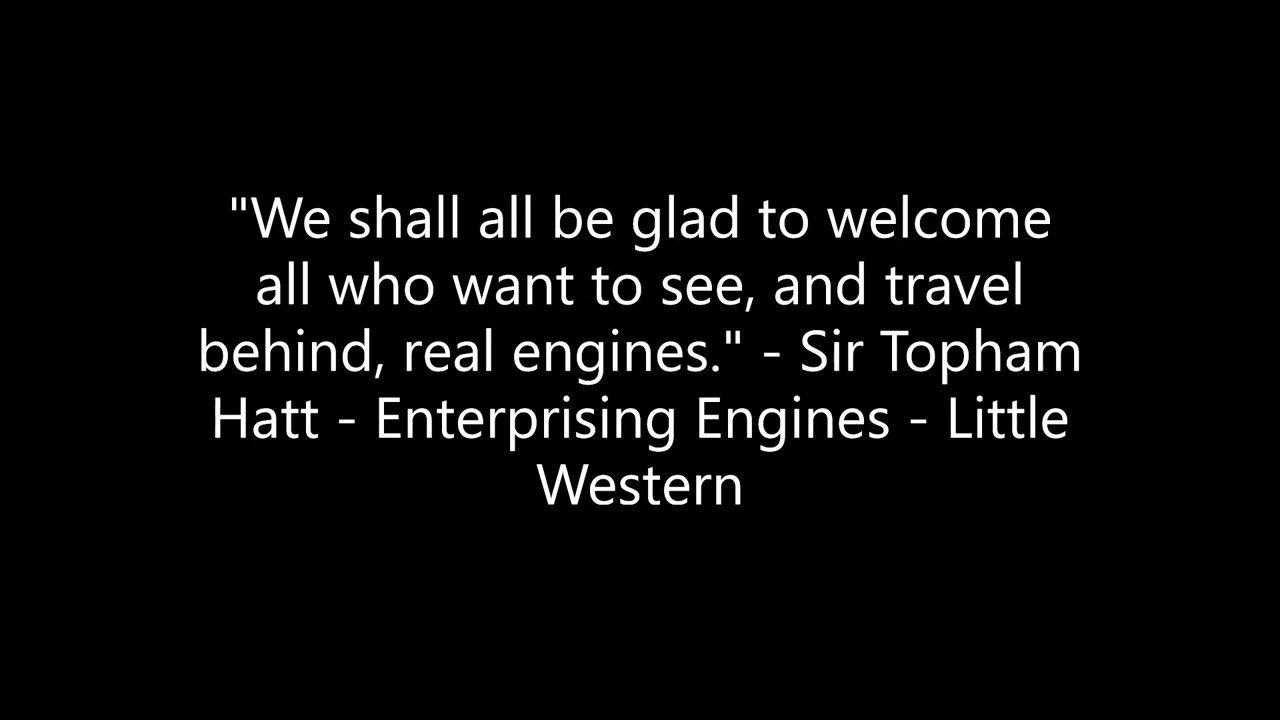 "We shall all be glad to welcome
all who want to see, and travel
behind, real engines." - Sir Topham
Hatt - Enterprising Engines - Little
Western